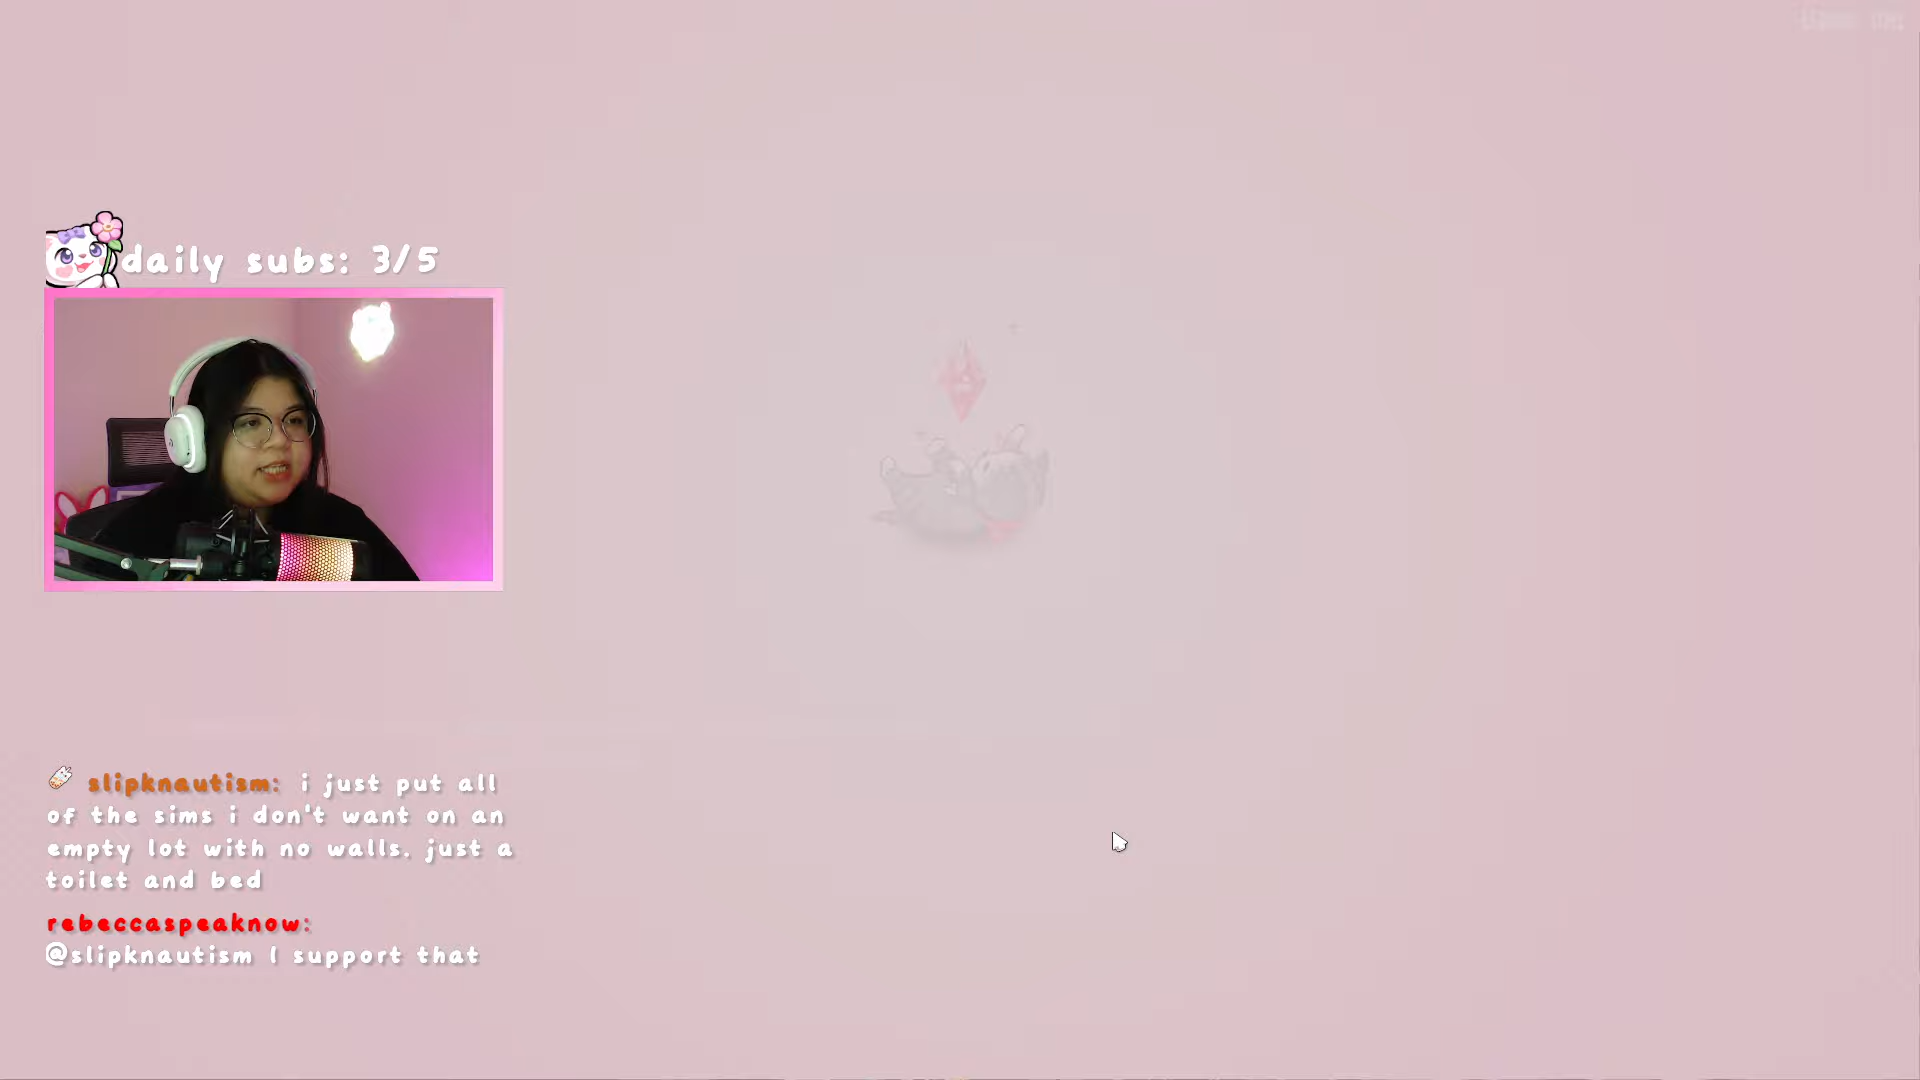 daily subs: 3/5
slipknautism: i just put all
of the sims i don't want on an
empty lot with no walls. just a
toilet and bed
rebeccaspeaknow:
@slipknautism I support that